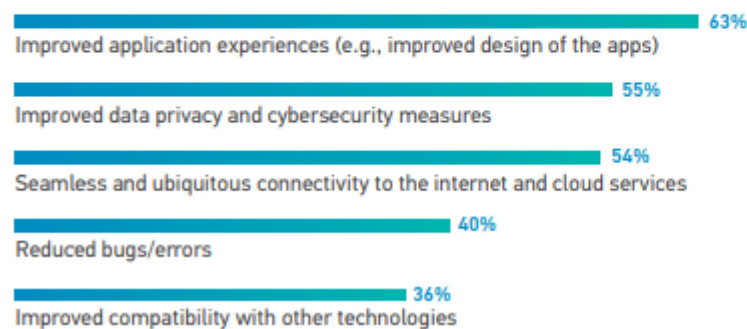 63%
Improved application experiences (e.g., improved design of the apps)
55%
Improved data privacy and cybersecurity measures
54%
Seamless and ubiquitous connectivity to the internet and cloud services
40%
Reduced bugs/errors
36%
Improved compatibility with other technologies